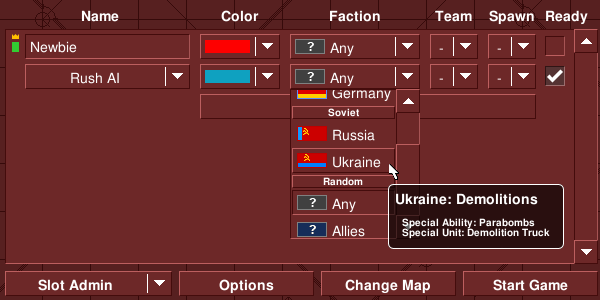 Name Color Faction Team Spawn Ready
Newbie ? Any - -
Rush AI ? Any - -
Germany
Soviet
Russia
Ukraine
Random
? Any
? Allies
Ukraine: Demolitions
Special Ability: Parabombs
Special Unit: Demolition Truck
Slot Admin Options Change Map Start Game